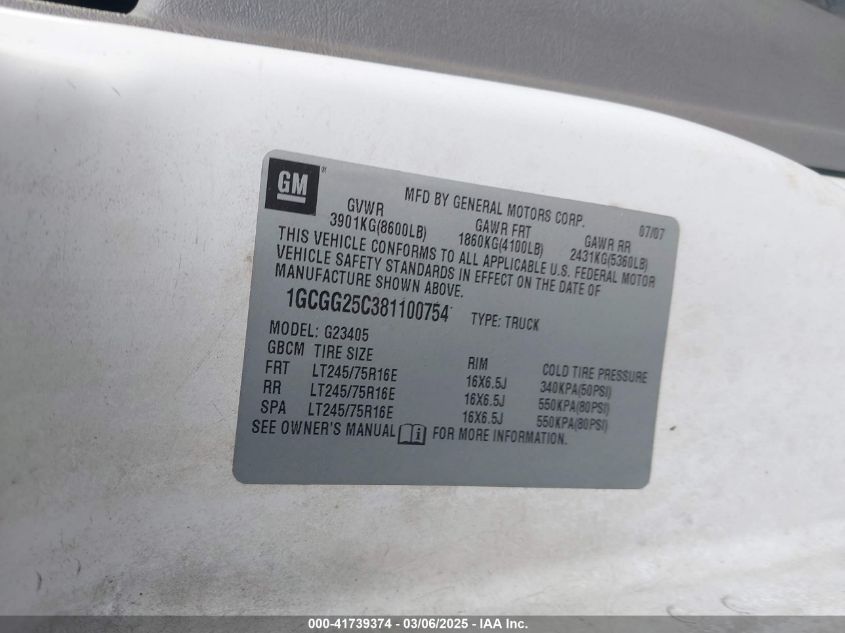 GM ®
MFD BY GENERAL MOTORS CORP. 07/07
GVWR GAWR FRT GAWR RR
3901KG(8600LB) 1860KG(4100LB) 2431KG(5360LB)
THIS VEHICLE CONFORMS TO ALL APPLICABLE U.S. FEDERAL MOTOR
VEHICLE SAFETY STANDARDS IN EFFECT ON THE DATE OF
MANUFACTURE SHOWN ABOVE.
1GCGG25C381100754 TYPE: TRUCK
MODEL: G23405
GBCM TIRE SIZE RIM COLD TIRE PRESSURE
FRT LT245/75R16E 16X6.5J 340KPA(50PSI)
RR LT245/75R16E 16X6.5J 550KPA(80PSI)
SPA LT245/75R16E 16X6.5J 550KPA(80PSI)
SEE OWNER'S MANUAL i FOR MORE INFORMATION.
000-41739374 - 03/06/2025 - IAA Inc.